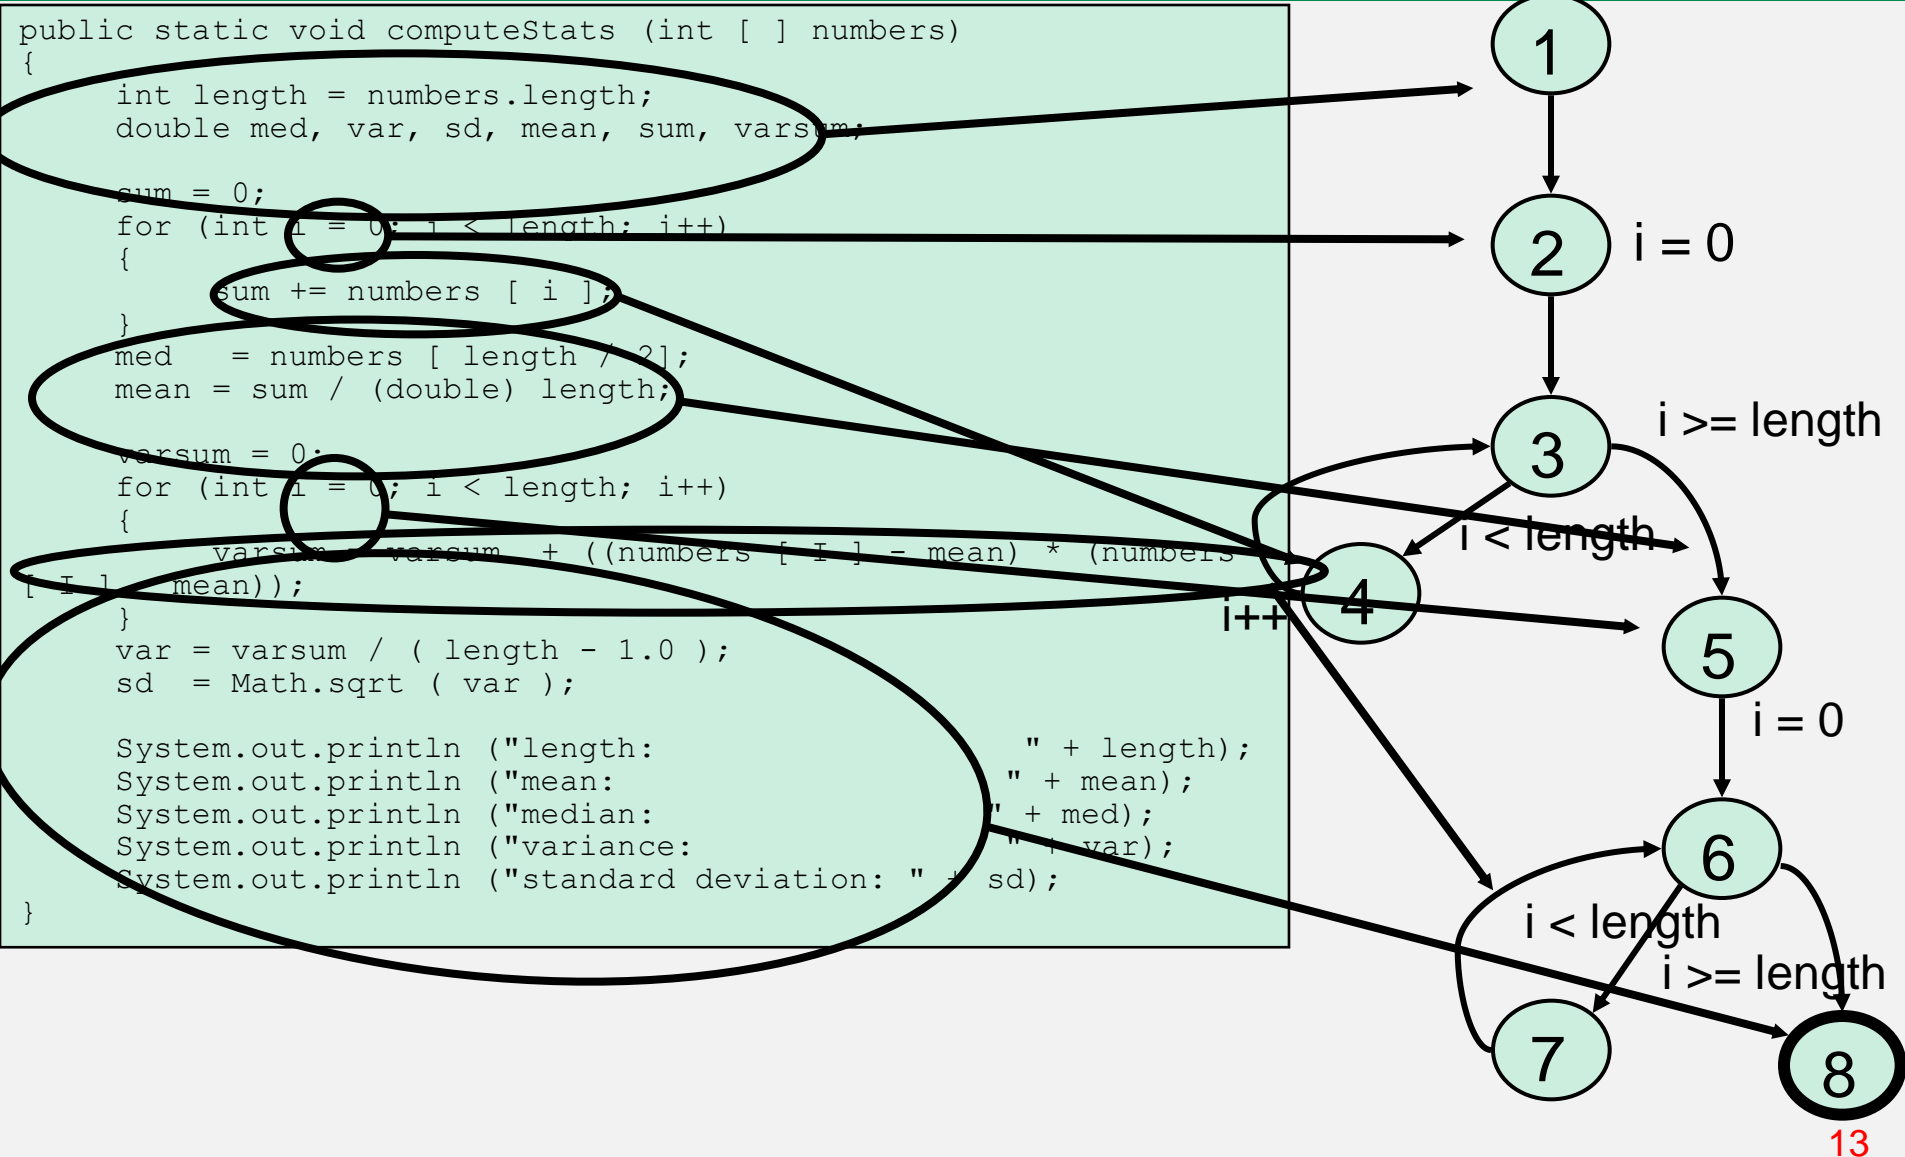 public static void computeStats (int [ ] numbers)
{
int length = numbers.length;
double med, var, sd, mean, sum, varsum;
sum = 0;
for (int i = 0; i < length; i++)
{
sum += numbers [ i ];
}
med = numbers [ length / 2];
mean = sum / (double) length;
varsum = 0;
for (int i = 0; i < length; i++)
{
varsum = varsum + ((numbers [ I ] - mean) * (numbers
[ I ] - mean));
}
var = varsum / ( length - 1.0 );
sd = Math.sqrt ( var );
System.out.println ("length: " + length);
System.out.println ("mean: " + mean);
System.out.println ("median: " + med);
System.out.println ("variance: " + var);
System.out.println ("standard deviation: " + sd);
}
1
2
i = 0
3
i >= length
i < length
4
i++
5
i = 0
6
i < length
i >= length
7
8
13